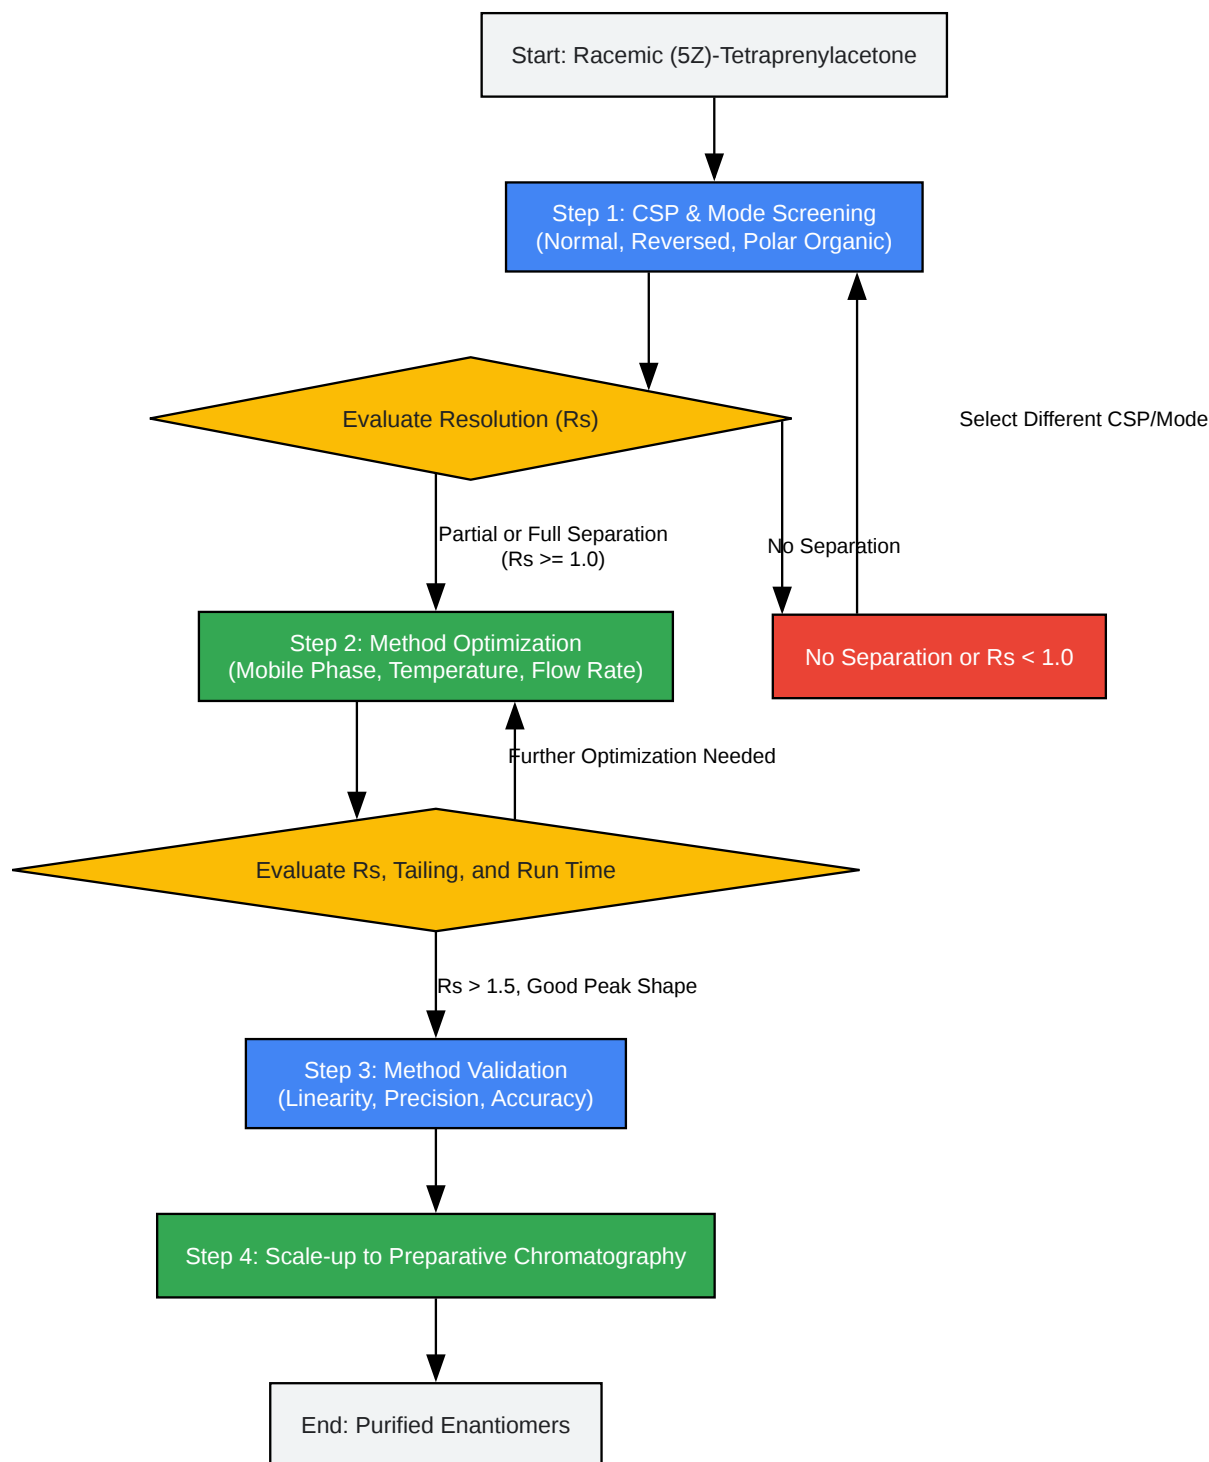 Start: Racemic (5Z)-Tetraprenylacetone
Step 1: CSP & Mode Screening
(Normal, Reversed, Polar Organic)
Evaluate Resolution (Rs)
Select Different CSP/Mode
Partial or Full Separation
(Rs >= 1.0)
No Separation
Step 2: Method Optimization
(Mobile Phase, Temperature, Flow Rate)
No Separation or Rs < 1.0
Further Optimization Needed
Evaluate Rs, Tailing, and Run Time
Rs > 1.5, Good Peak Shape
Step 3: Method Validation
(Linearity, Precision, Accuracy)
Step 4: Scale-up to Preparative Chromatography
End: Purified Enantiomers